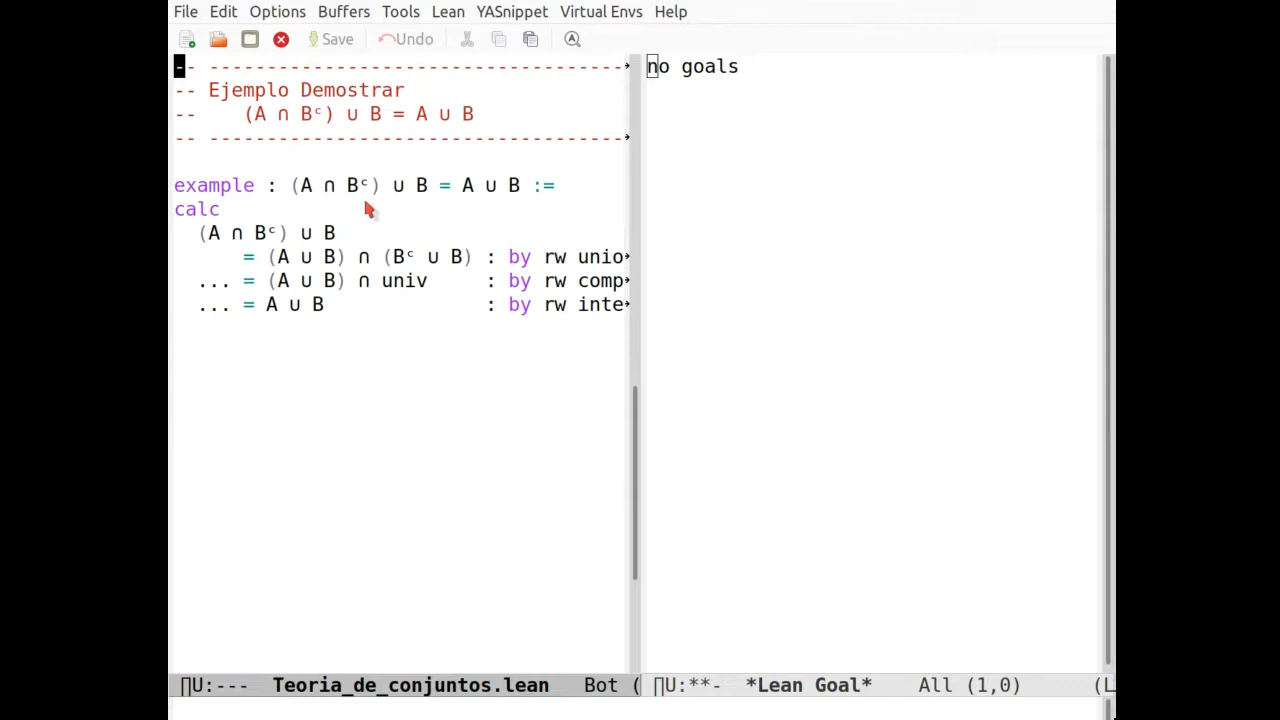 File Edit Options Buffers Tools Lean YASnippet Virtual Envs Help
Save Undo
-- ------------------------------------
-- Ejemplo Demostrar
--    (A ∩ Bᶜ) ∪ B = A ∪ B
-- ------------------------------------
example : (A ∩ Bᶜ) ∪ B = A ∪ B :=
calc
  (A ∩ Bᶜ) ∪ B
      = (A ∪ B) ∩ (Bᶜ ∪ B) : by rw unio
  ... = (A ∪ B) ∩ univ     : by rw comp
  ... = A ∪ B              : by rw inte
no goals
∏U:---  Teoria_de_conjuntos.lean   Bot (
∏U:**-  *Lean Goal*    All (1,0)      (L